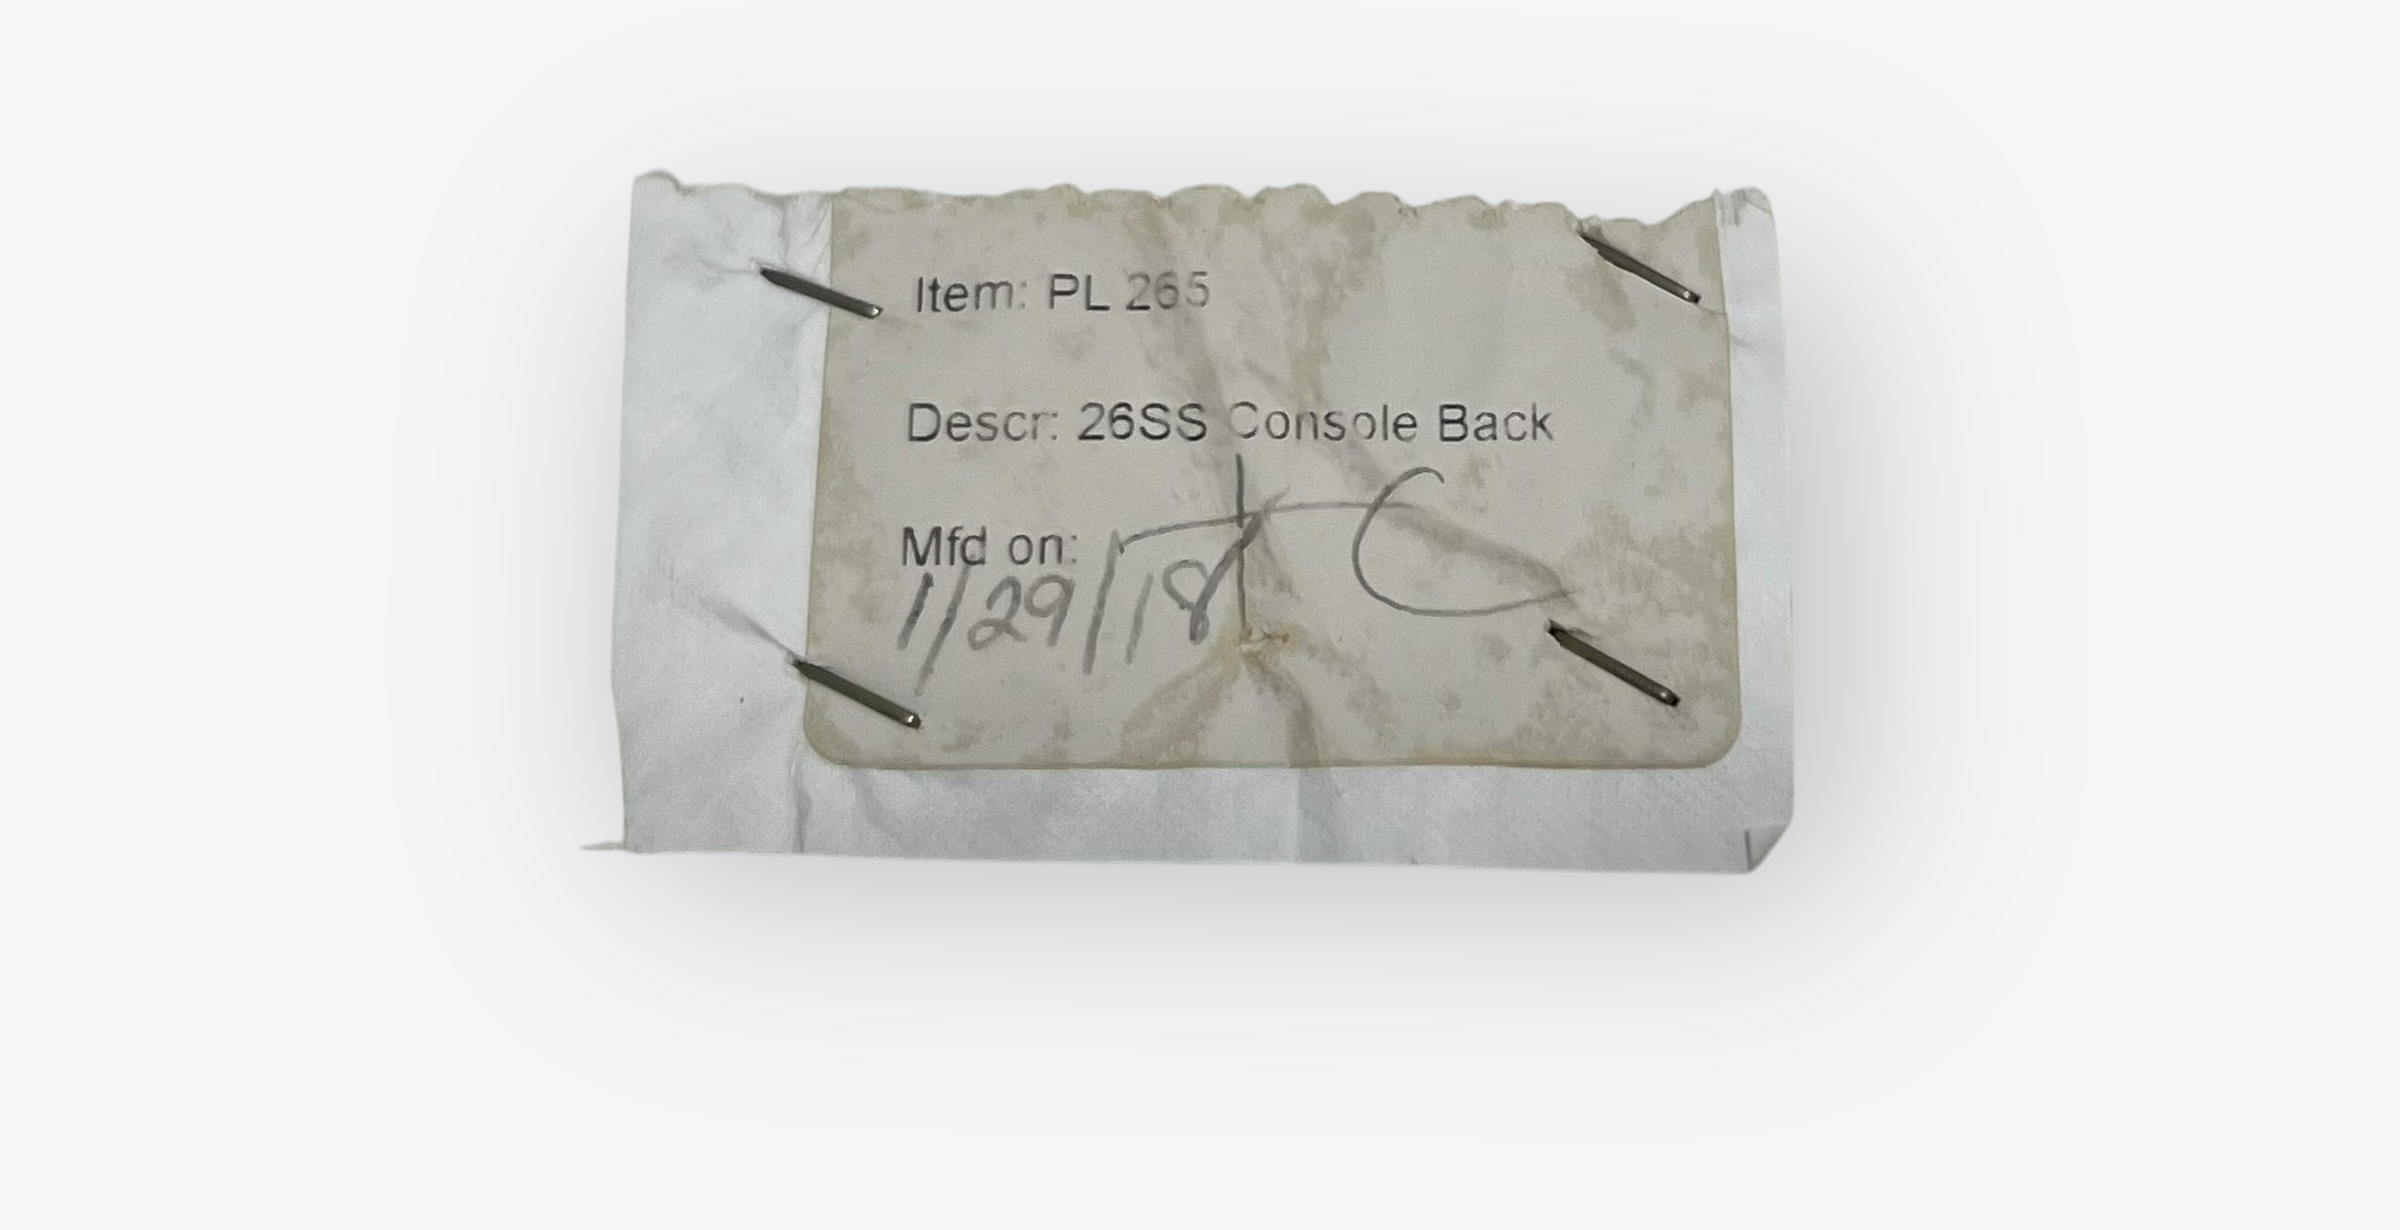 Item: PL 265
Descr: 26SS Console Back
Mfd on:
1/29/18